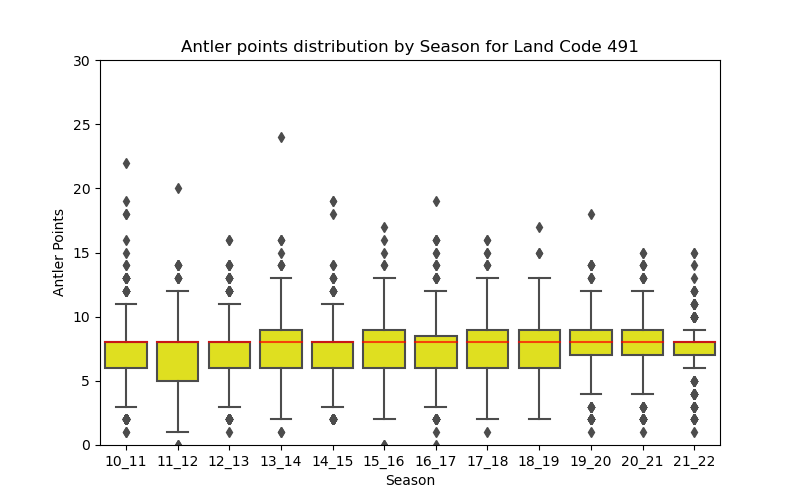 Antler points distribution by Season for Land Code 491
30
25
20
15
10
5
0
Antler Points
10_11 11_12 12_13 13_14 14_15 15_16 16_17 17_18 18_19 19_20 20_21 21_22
Season